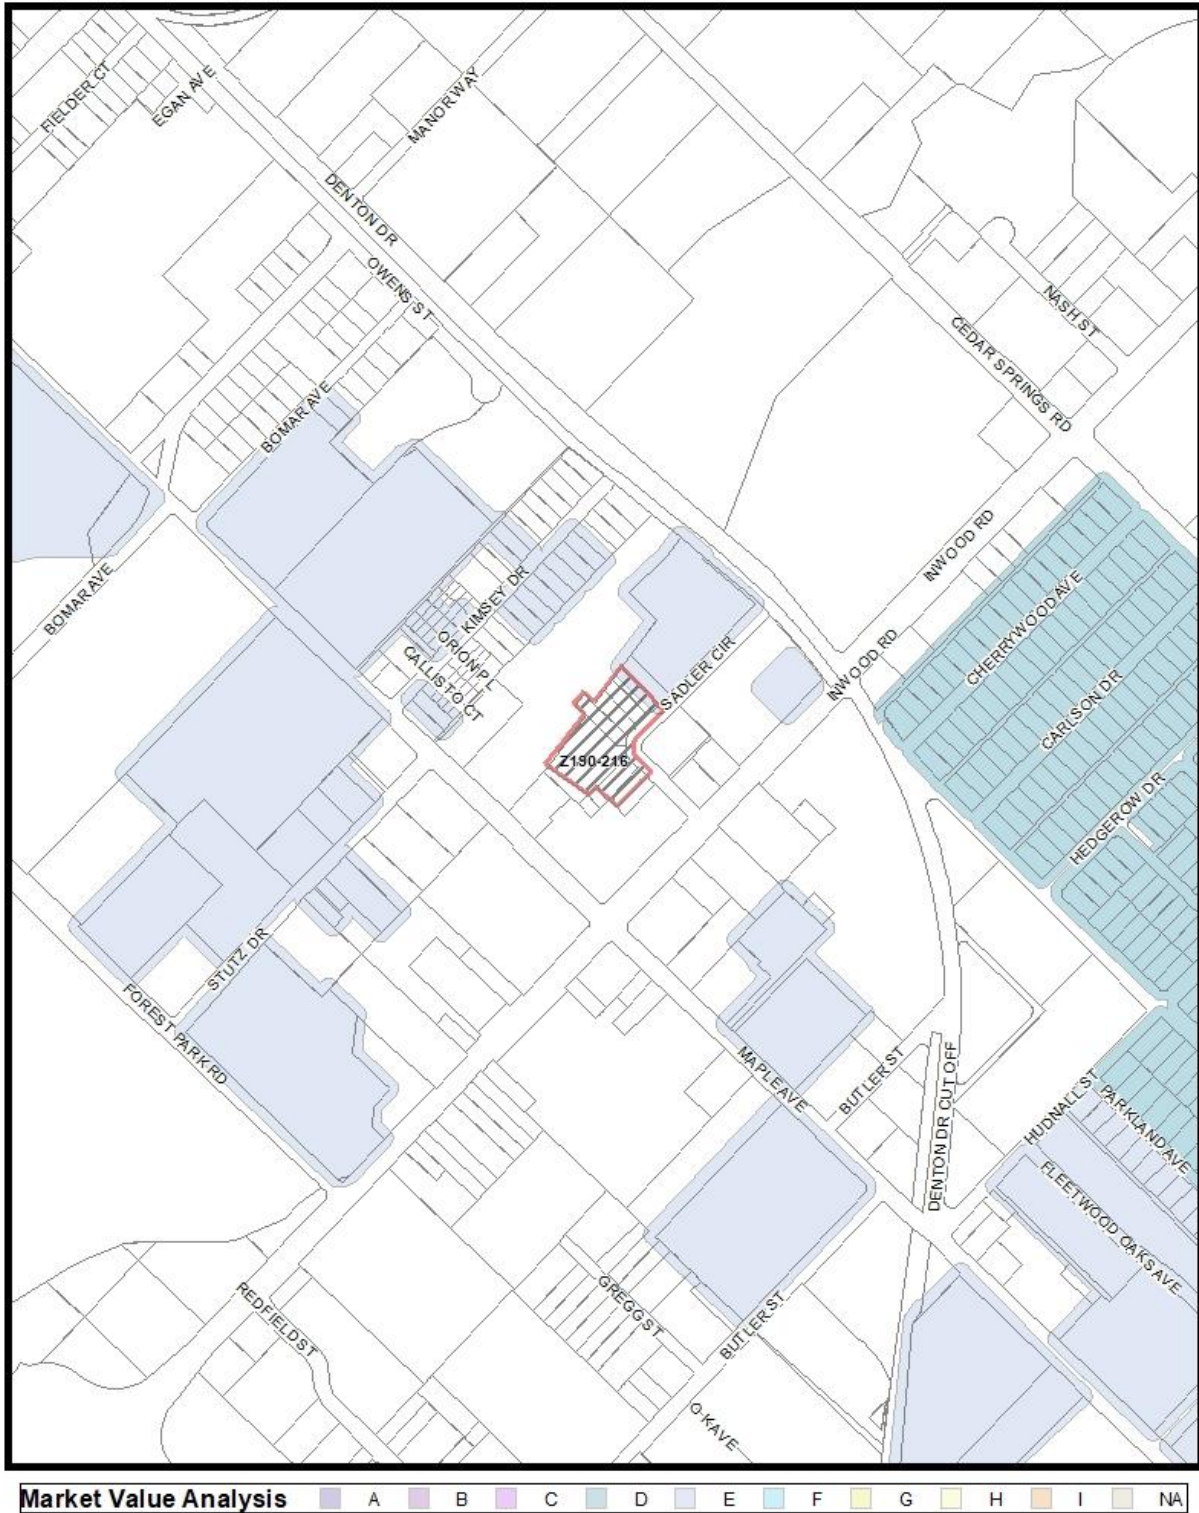 FIELDER CT
EGAN AVE
MANOR WAY
DENTON DR
OWENS ST
NASH ST
CEDAR SPRINGS RD
BOMAR AVE
INWOOD RD
BOMAR AVE
KIMSEY DR
ORION PL
CALLISTO CT
SADLER CIR
INWOOD RD
CHERRYWOOD AVE
CARLSON DR
Z190-216
HEDGEROW DR
STUTZ DR
FOREST PARK RD
MAPLE AVE
BUTLER ST
DENTON DR CUT OFF
HUDNALL ST
PARKLAND AVE
FLEETWOOD OAKS AVE
REDFIELD ST
GREGG ST
BUTLER ST
O K AVE
Market Value Analysis A B C D E F G H I NA